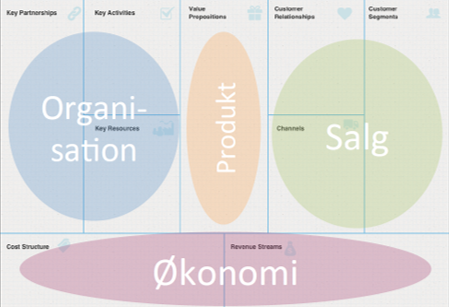 Key Partnerships
Key Activities
Value
Propositions
Customer
Relationships
Customer
Segments
Organi-
sation
Key Resources
Produkt
Channels
Salg
Cost Structure
Revenue Streams
Økonomi